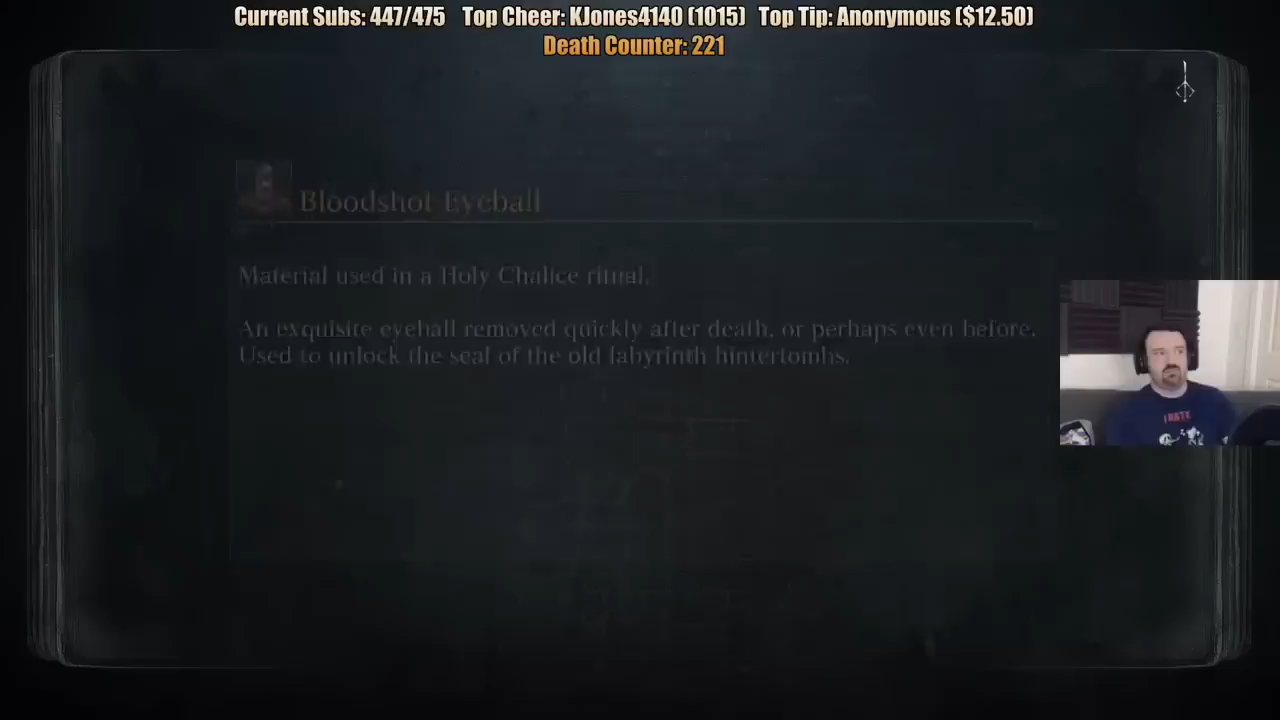 Current Subs: 447/475 Top Cheer: KJones4140 (1015) Top Tip: Anonymous ($12.50)
Death Counter: 221
Bloodshot Eyeball
Material used in a Holy Chalice ritual.
An exquisite eyeball removed quickly after death, or perhaps even before.
Used to unlock the seal of the old labyrinth hintertombs.
I HATE